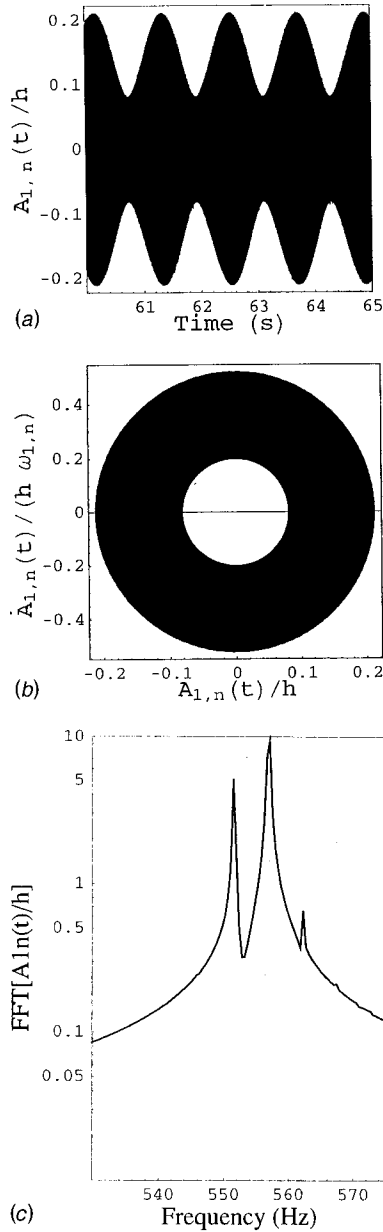 0.2
0.1
0
-0.1
-0.2
A1,n(t)/h
61 62 63 64 65
Time (s)
(a)
0.4
0.2
0
-0.2
-0.4
Ȧ1,n(t)/(h ω1,n)
-0.2 -0.1 0 0.1 0.2
A1,n(t)/h
(b)
10
5
1
0.5
0.1
0.05
FFT[A1n(t)/h]
540 550 560 570
Frequency (Hz)
(c)